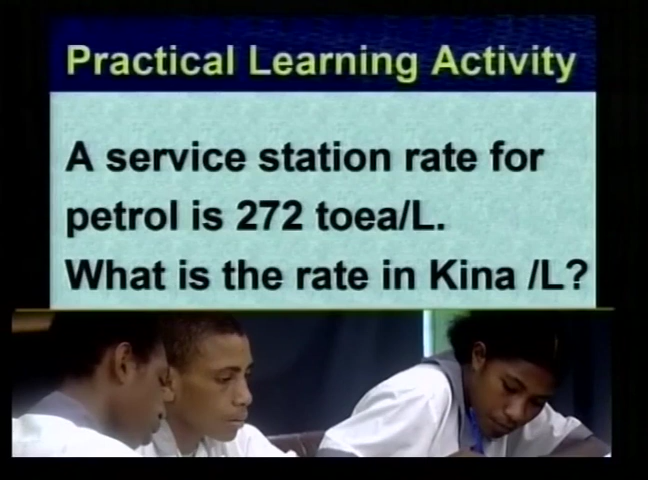 Practical Learning Activity
A service station rate for
petrol is 272 toea/L.
What is the rate in Kina /L?